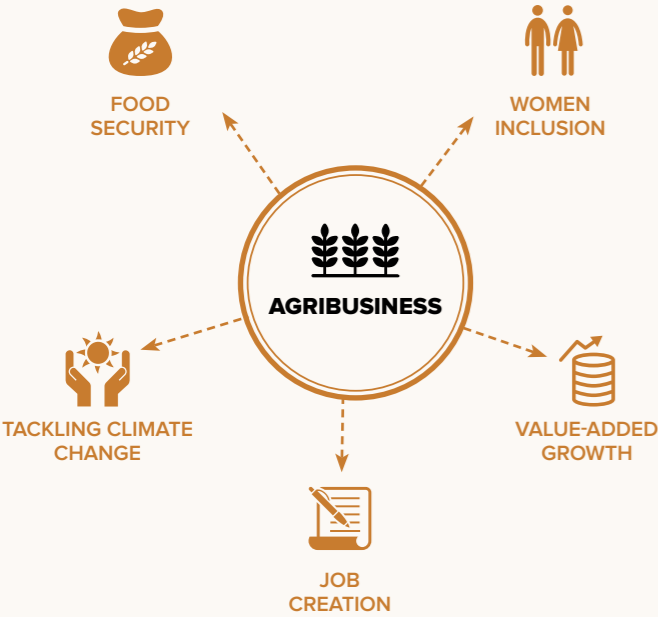 FOOD
SECURITY
WOMEN
INCLUSION
AGRIBUSINESS
TACKLING CLIMATE
CHANGE
VALUE-ADDED
GROWTH
JOB
CREATION